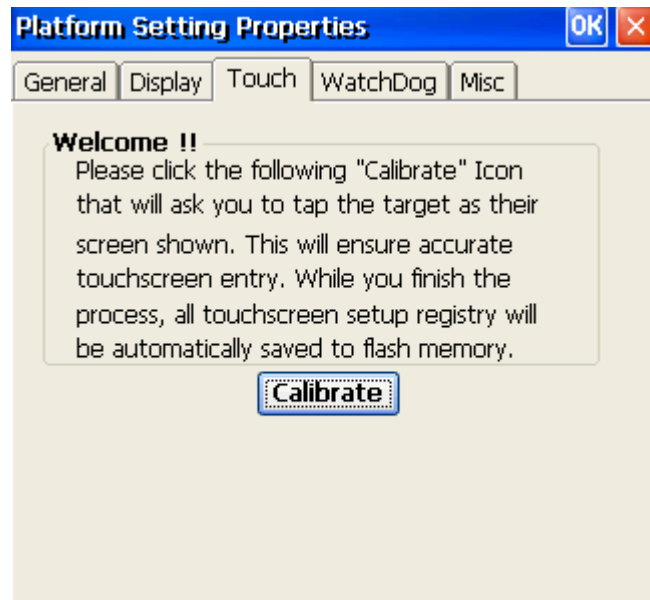 Platform Setting Properties OK
General Display Touch WatchDog Misc
Welcome !!
Please click the following "Calibrate" Icon
that will ask you to tap the target as their
screen shown. This will ensure accurate
touchscreen entry. While you finish the
process, all touchscreen setup registry will
be automatically saved to flash memory.
Calibrate